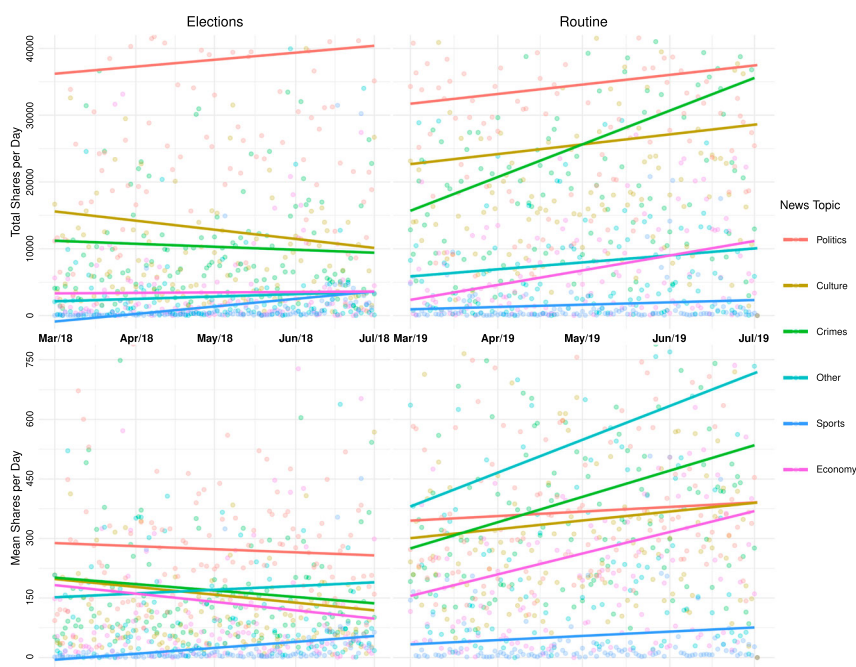 Elections
Routine
Total Shares per Day
40000
30000
20000
10000
0
Mar/18 Apr/18 May/18 Jun/18 Jul/18
Mar/19 Apr/19 May/19 Jun/19 Jul/19
Mean Shares per Day
750
600
450
300
150
0
News Topic
Politics
Culture
Crimes
Other
Sports
Economy